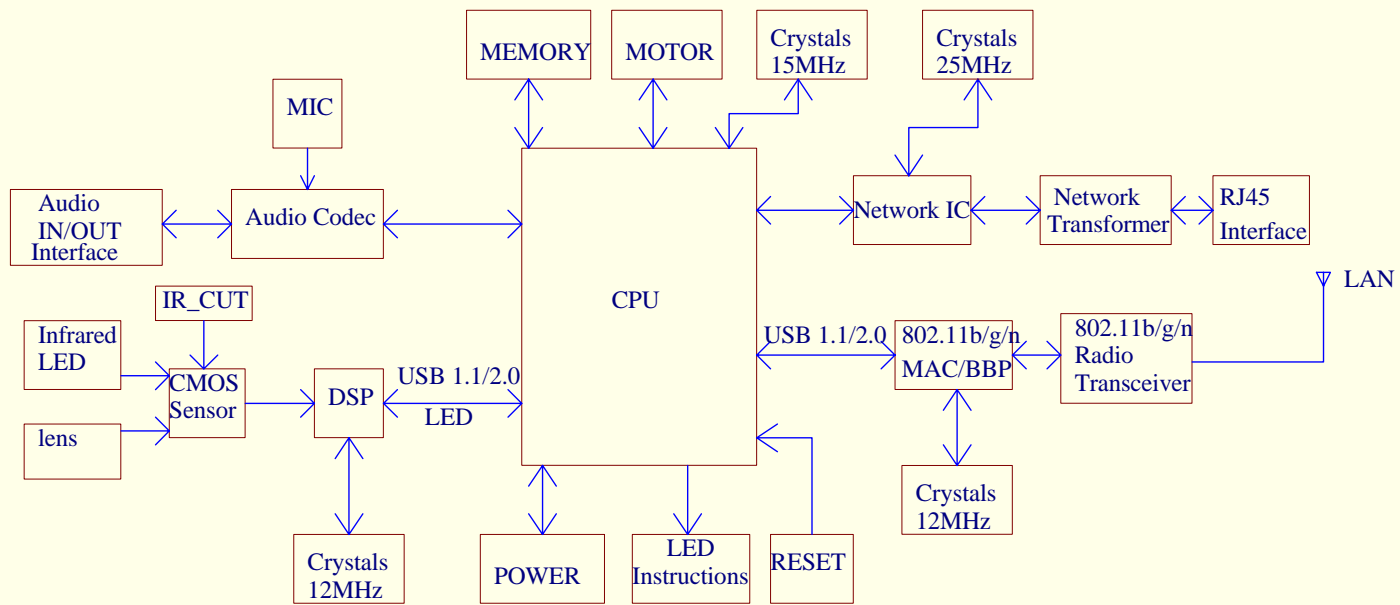 MEMORY
MOTOR
Crystals
15MHz
Crystals
25MHz
MIC
Audio
IN/OUT
Interface
Audio Codec
Network IC
Network
Transformer
RJ45
Interface
LAN
IR_CUT
CPU
Infrared
LED
CMOS
Sensor
lens
DSP
USB 1.1/2.0
LED
USB 1.1/2.0
802.11b/g/n
MAC/BBP
802.11b/g/n
Radio
Transceiver
Crystals
12MHz
Crystals
12MHz
POWER
LED
Instructions
RESET